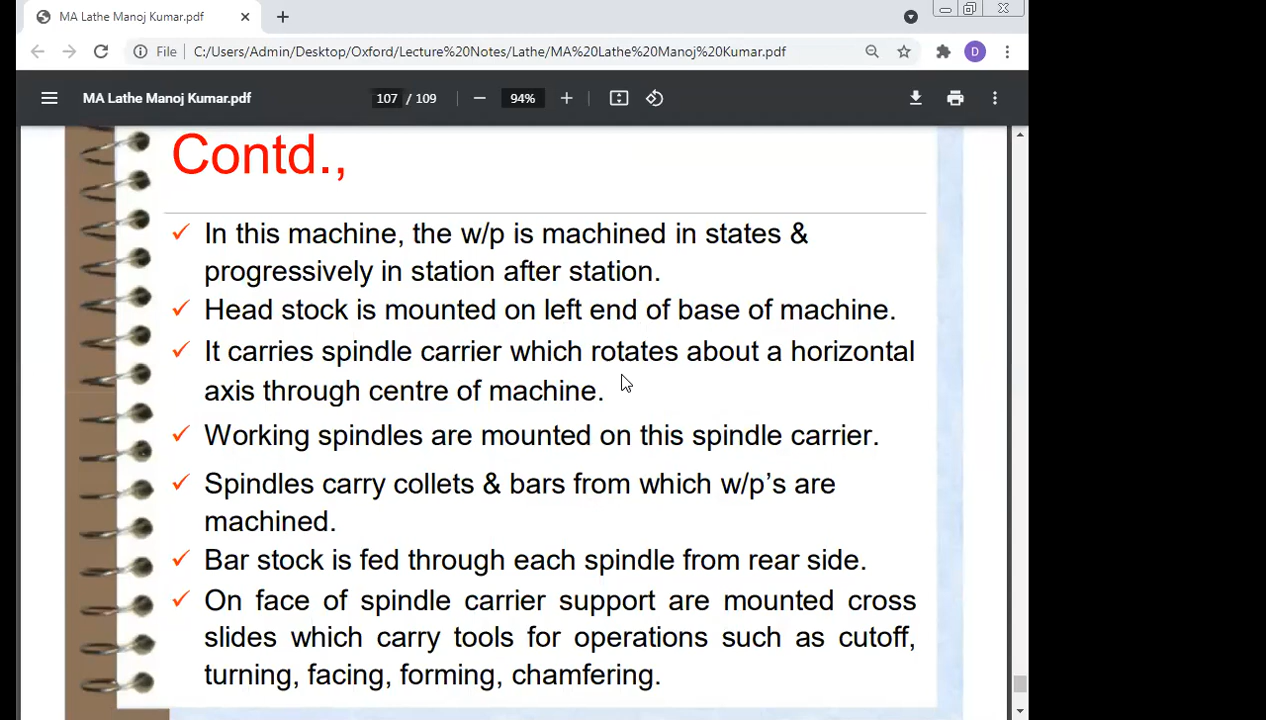 MA Lathe Manoj Kumar.pdf
File
C:/Users/Admin/Desktop/Oxford/Lecture%20Notes/Lathe/MA%20Lathe%20Manoj%20Kumar.pdf
D
MA Lathe Manoj Kumar.pdf
107 / 109
94%
Contd.,
In this machine, the w/p is machined in states &
progressively in station after station.
Head stock is mounted on left end of base of machine.
It carries spindle carrier which rotates about a horizontal
axis through centre of machine.
Working spindles are mounted on this spindle carrier.
Spindles carry collets & bars from which w/p’s are
machined.
Bar stock is fed through each spindle from rear side.
On face of spindle carrier support are mounted cross
slides which carry tools for operations such as cutoff,
turning, facing, forming, chamfering.